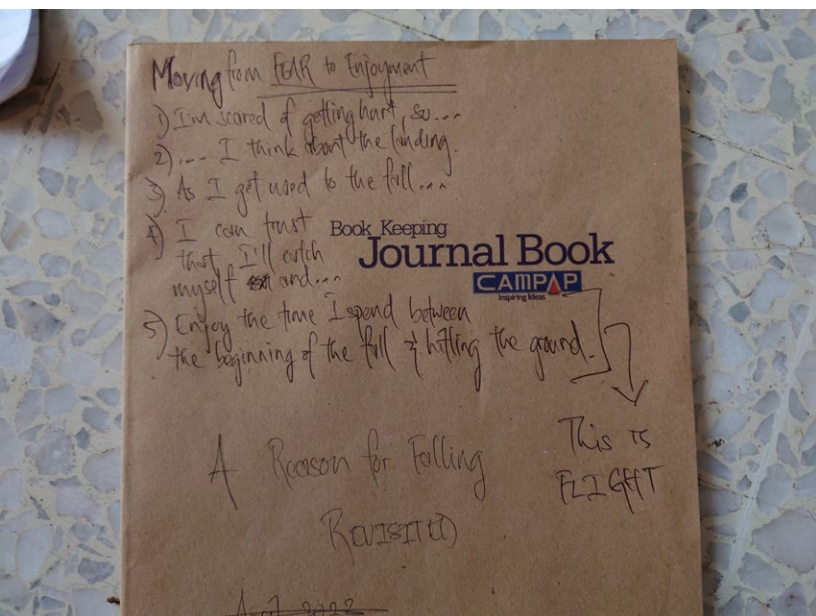 Moving from FEAR to Enjoyment
1) I'm scared of getting hurt, so...
2) ... I think about the landing.
3) As I get used to the fall...
4) I can trust
that I'll catch
myself and...
5) Enjoy the time I spend between
the beginning of the fall & hitting the ground.
This is
FLIGHT
Book Keeping
Journal Book
CAMPAP
Inspiring Ideas
A Reason for Falling
REVISITED
2022